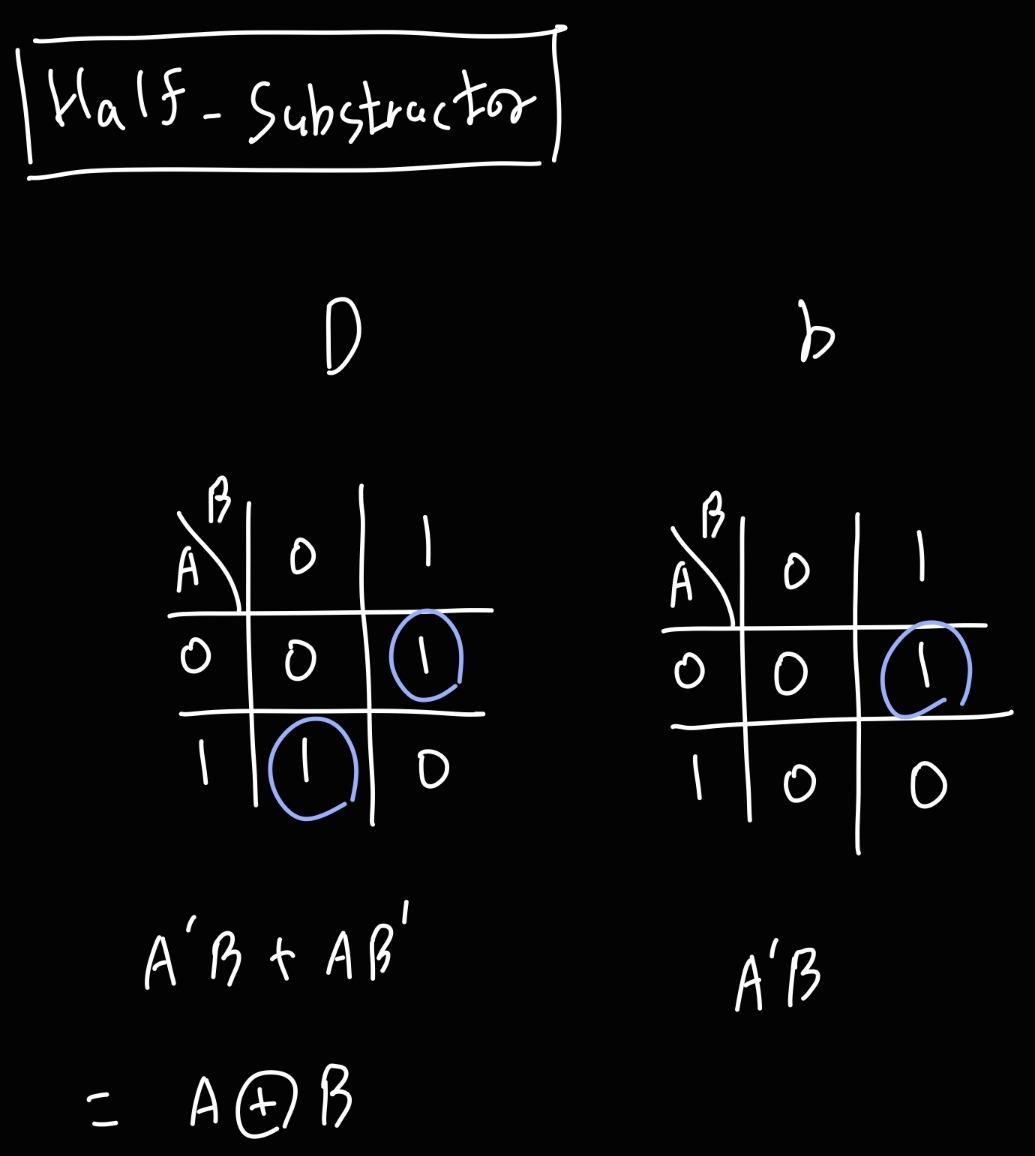 Half - Substractor
D b
B B
A 0 1 A 0 1
0 0 1 0 0 1
1 1 0 1 0 0
A'B + AB' A'B
= A ⊕ B